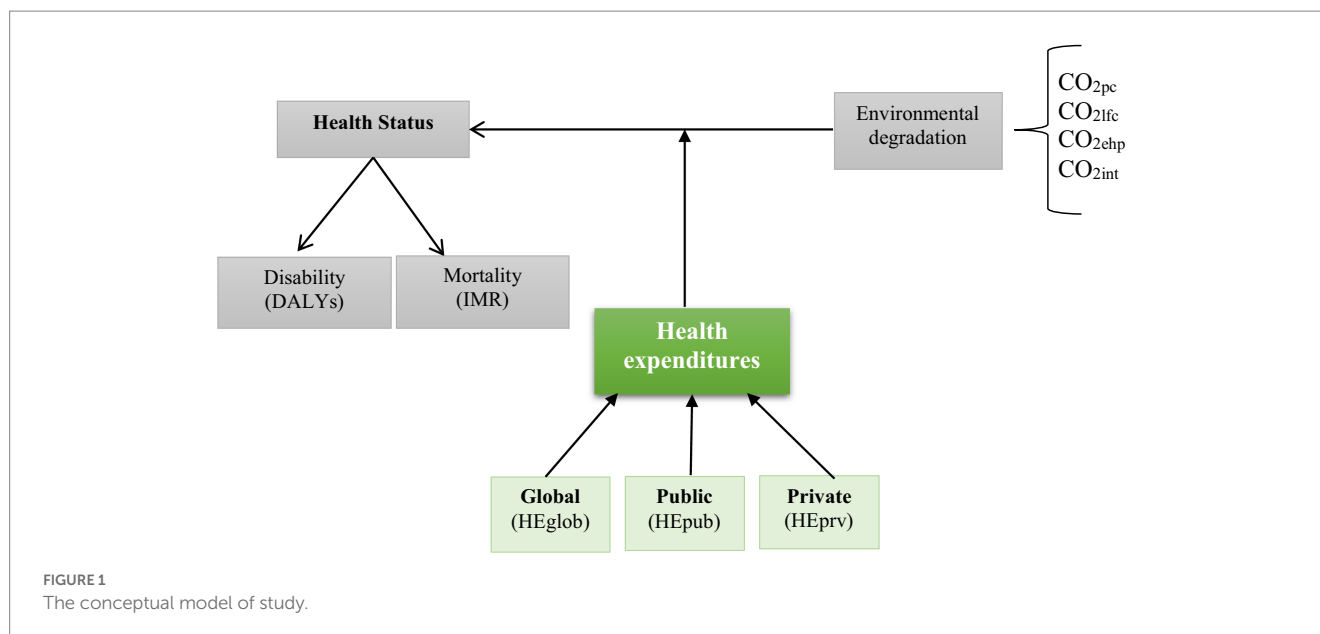 Health Status
Environmental
degradation
CO2pc
CO2lfc
CO2ehp
CO2int
Disability
(DALYs)
Mortality
(IMR)
Health
expenditures
Global
(HEglob)
Public
(HEpub)
Private
(HEprv)
FIGURE 1
The conceptual model of study.